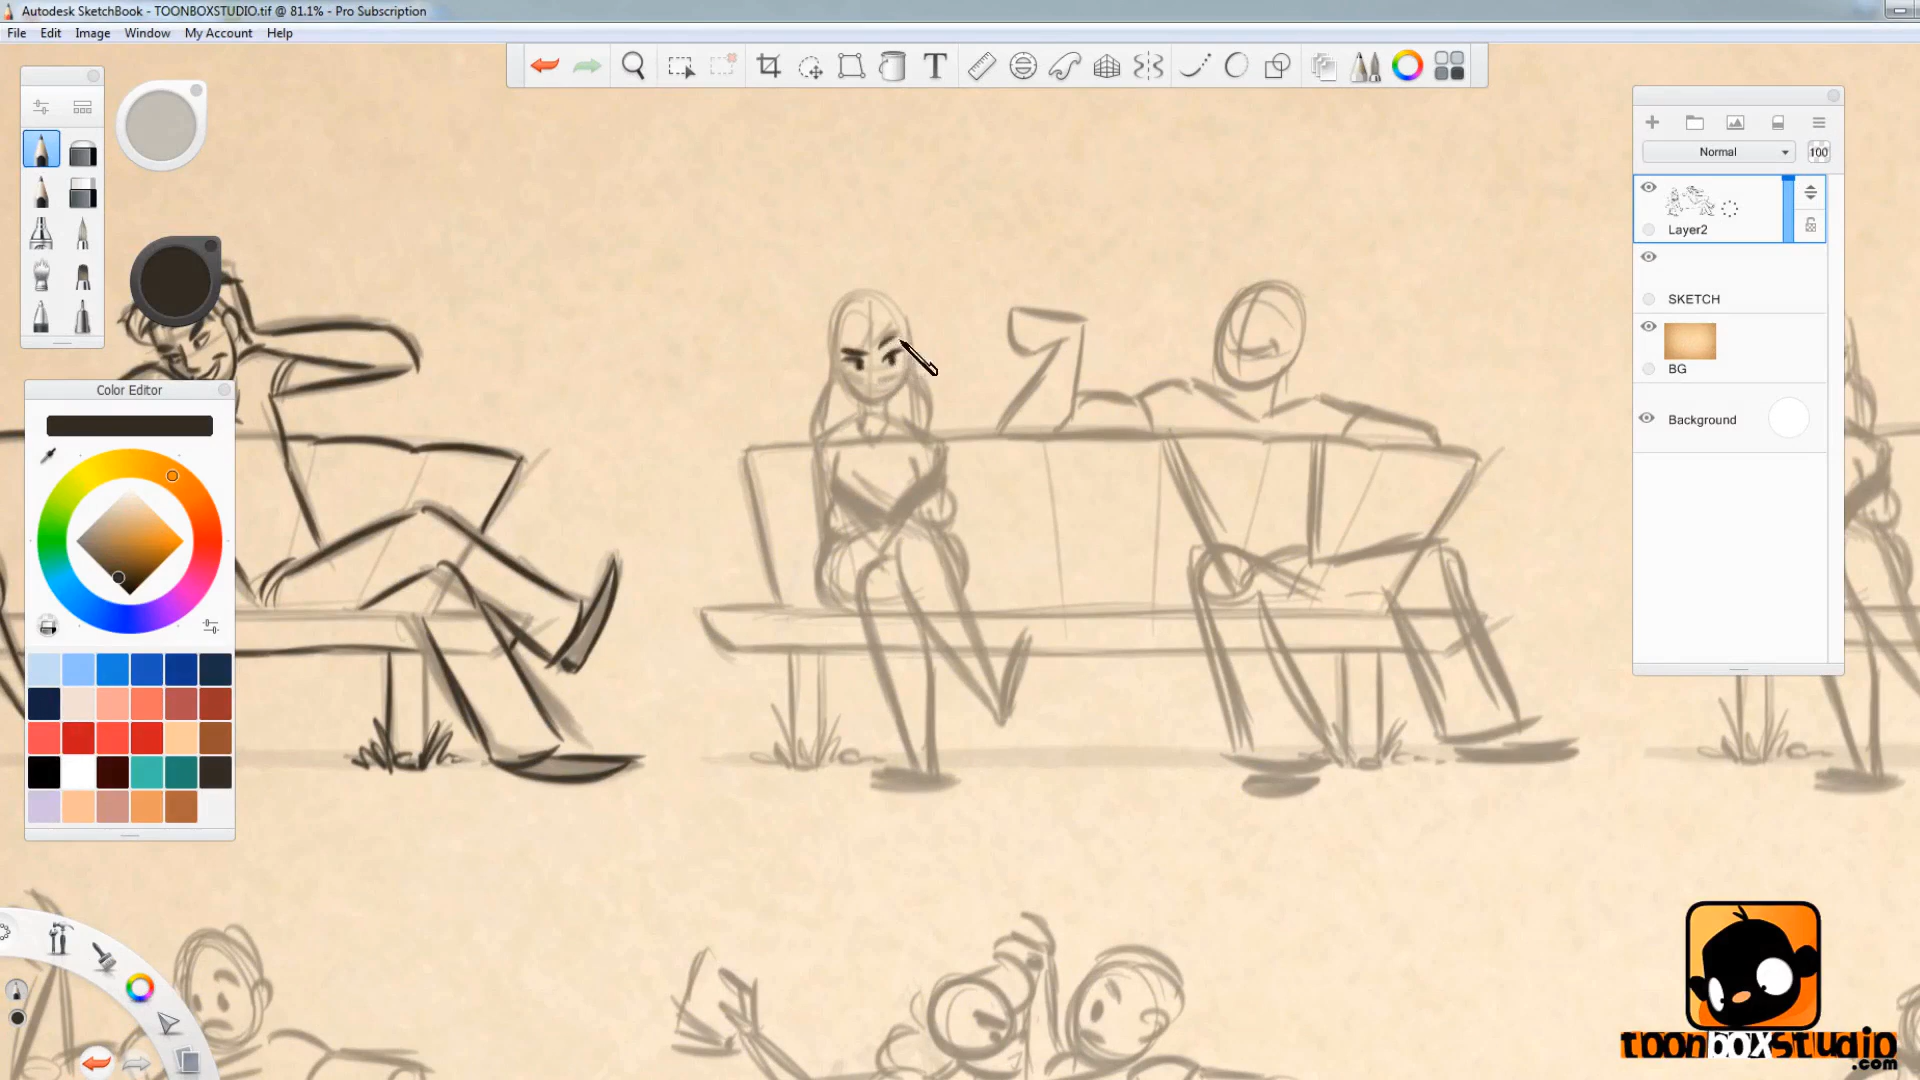 Autodesk SketchBook - TOONBOXSTUDIO.tif @ 81.1% - Pro Subscription
File Edit Image Window My Account Help
T
Normal 100
Layer2
SKETCH
BG
Background
Color Editor
toonboxstudio
.com